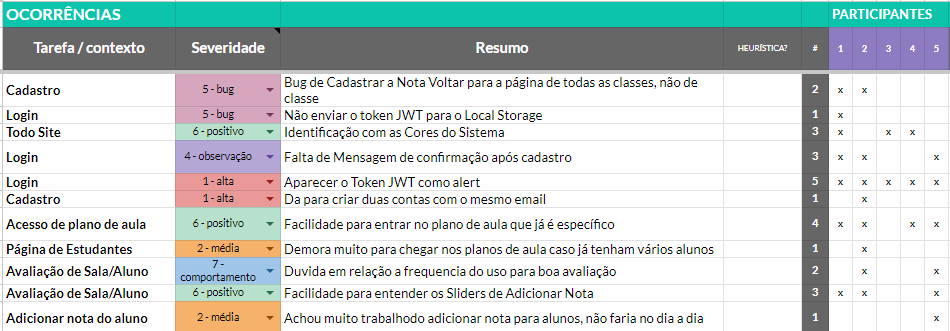 OCORRÊNCIAS PARTICIPANTES
Tarefa / contexto Severidade Resumo HEURÍSTICA? # 1 2 3 4 5
Cadastro 5 - bug Bug de Cadastrar a Nota Voltar para a página de todas as classes, não de 2 x x
classe
Login 5 - bug Não enviar o token JWT para o Local Storage 1 x
Todo Site 6 - positivo Identificação com as Cores do Sistema 3 x x x
Login 4 - observação Falta de Mensagem de confirmação após cadastro 3 x x x
Login 1 - alta Aparecer o Token JWT como alert 5 x x x x x
Cadastro 1 - alta Da para criar duas contas com o mesmo email 1 x
Acesso de plano de aula 6 - positivo Facilidade para entrar no plano de aula que já é específico 4 x x x x
Página de Estudantes 2 - média Demora muito para chegar nos planos de aula caso já tenham vários alunos 1 x
Avaliação de Sala/Aluno 7 - Duvida em relação a frequencia do uso para boa avaliação 2 x x
comportamento
Avaliação de Sala/Aluno 6 - positivo Facilidade para entender os Sliders de Adicionar Nota 3 x x x
Adicionar nota do aluno 2 - média Achou muito trabalhodo adicionar nota para alunos, não faria no dia a dia 1 x